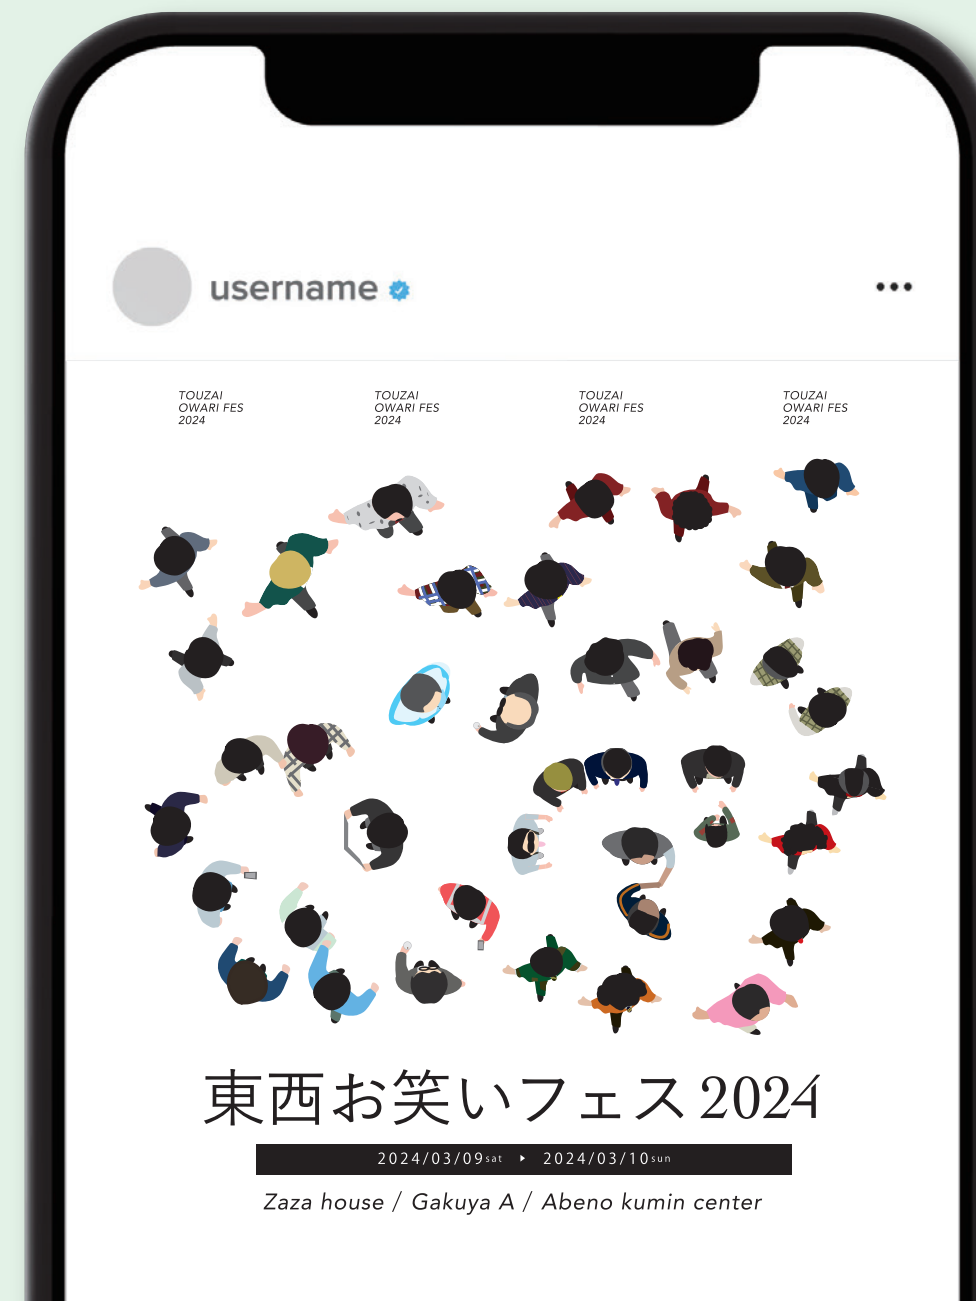 username
TOUZAI
OWARI FES
2024
TOUZAI
OWARI FES
2024
TOUZAI
OWARI FES
2024
TOUZAI
OWARI FES
2024
東西お笑いフェス2024
2024/03/09sat ▶ 2024/03/10sun
Zaza house / Gakuya A / Abeno kumin center